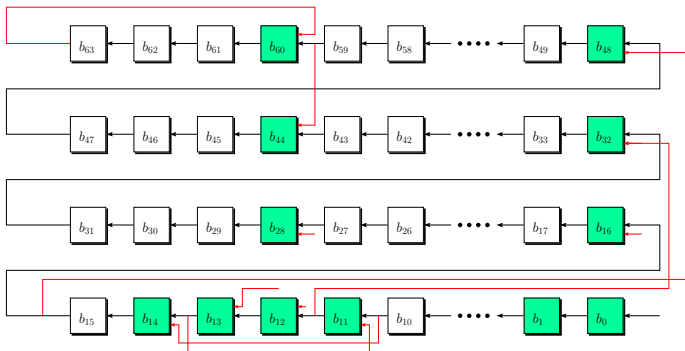 b63 b62 b61 b60 b59 b58 •••• b49 b48
b47 b46 b45 b44 b43 b42 •••• b33 b32
b31 b30 b29 b28 b27 b26 •••• b17 b16
b15 b14 b13 b12 b11 b10 •••• b1 b0